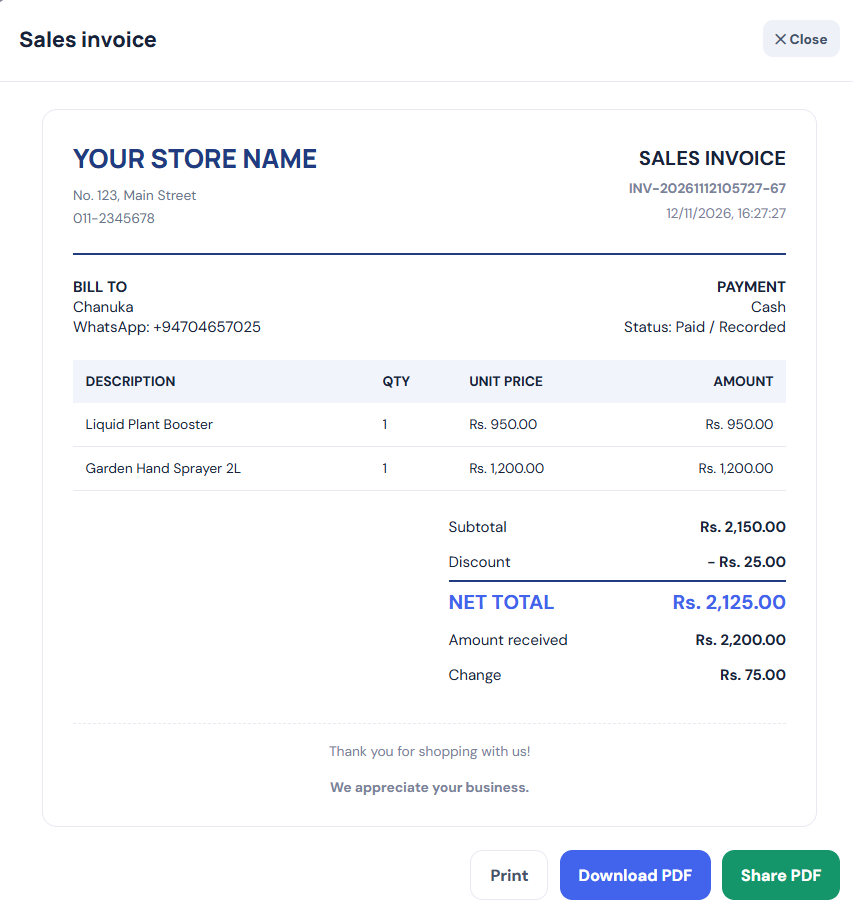 Sales invoice
Close
YOUR STORE NAME
No. 123, Main Street
011-2345678
SALES INVOICE
INV-20261112105727-67
12/11/2026, 16:27:27
BILL TO
Chanuka
WhatsApp: +94704657025
PAYMENT
Cash
Status: Paid / Recorded
DESCRIPTION QTY UNIT PRICE AMOUNT
Liquid Plant Booster 1 Rs. 950.00 Rs. 950.00
Garden Hand Sprayer 2L 1 Rs. 1,200.00 Rs. 1,200.00
Subtotal Rs. 2,150.00
Discount − Rs. 25.00
NET TOTAL Rs. 2,125.00
Amount received Rs. 2,200.00
Change Rs. 75.00
Thank you for shopping with us!
We appreciate your business.
Print
Download PDF
Share PDF